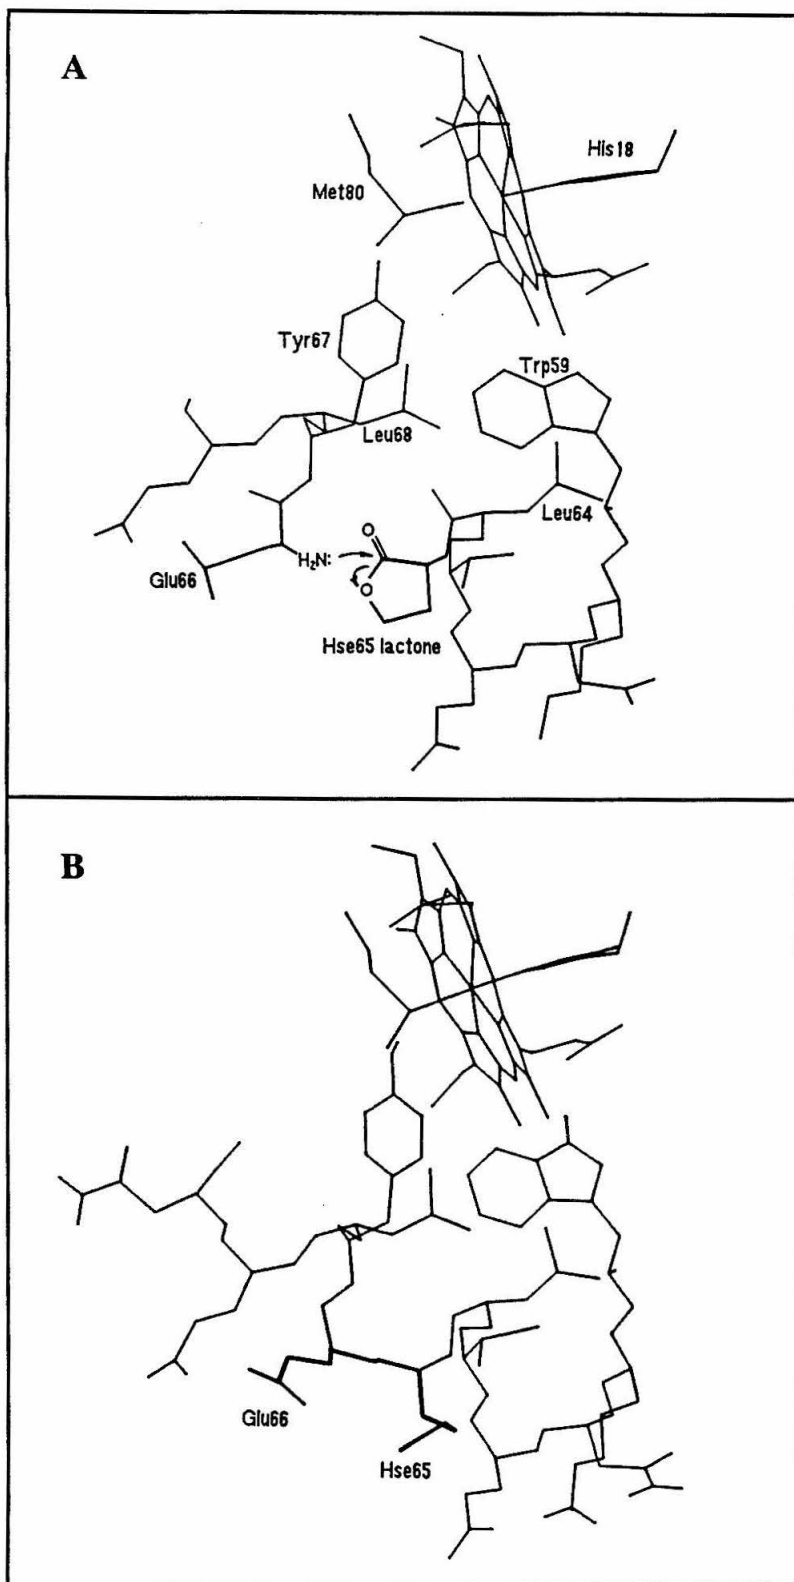 A
His18
Met80
Tyr67
Trp59
Leu68
Leu64
O
H₂N:
Glu66
O
Hse65 lactone
B
Glu66
Hse65